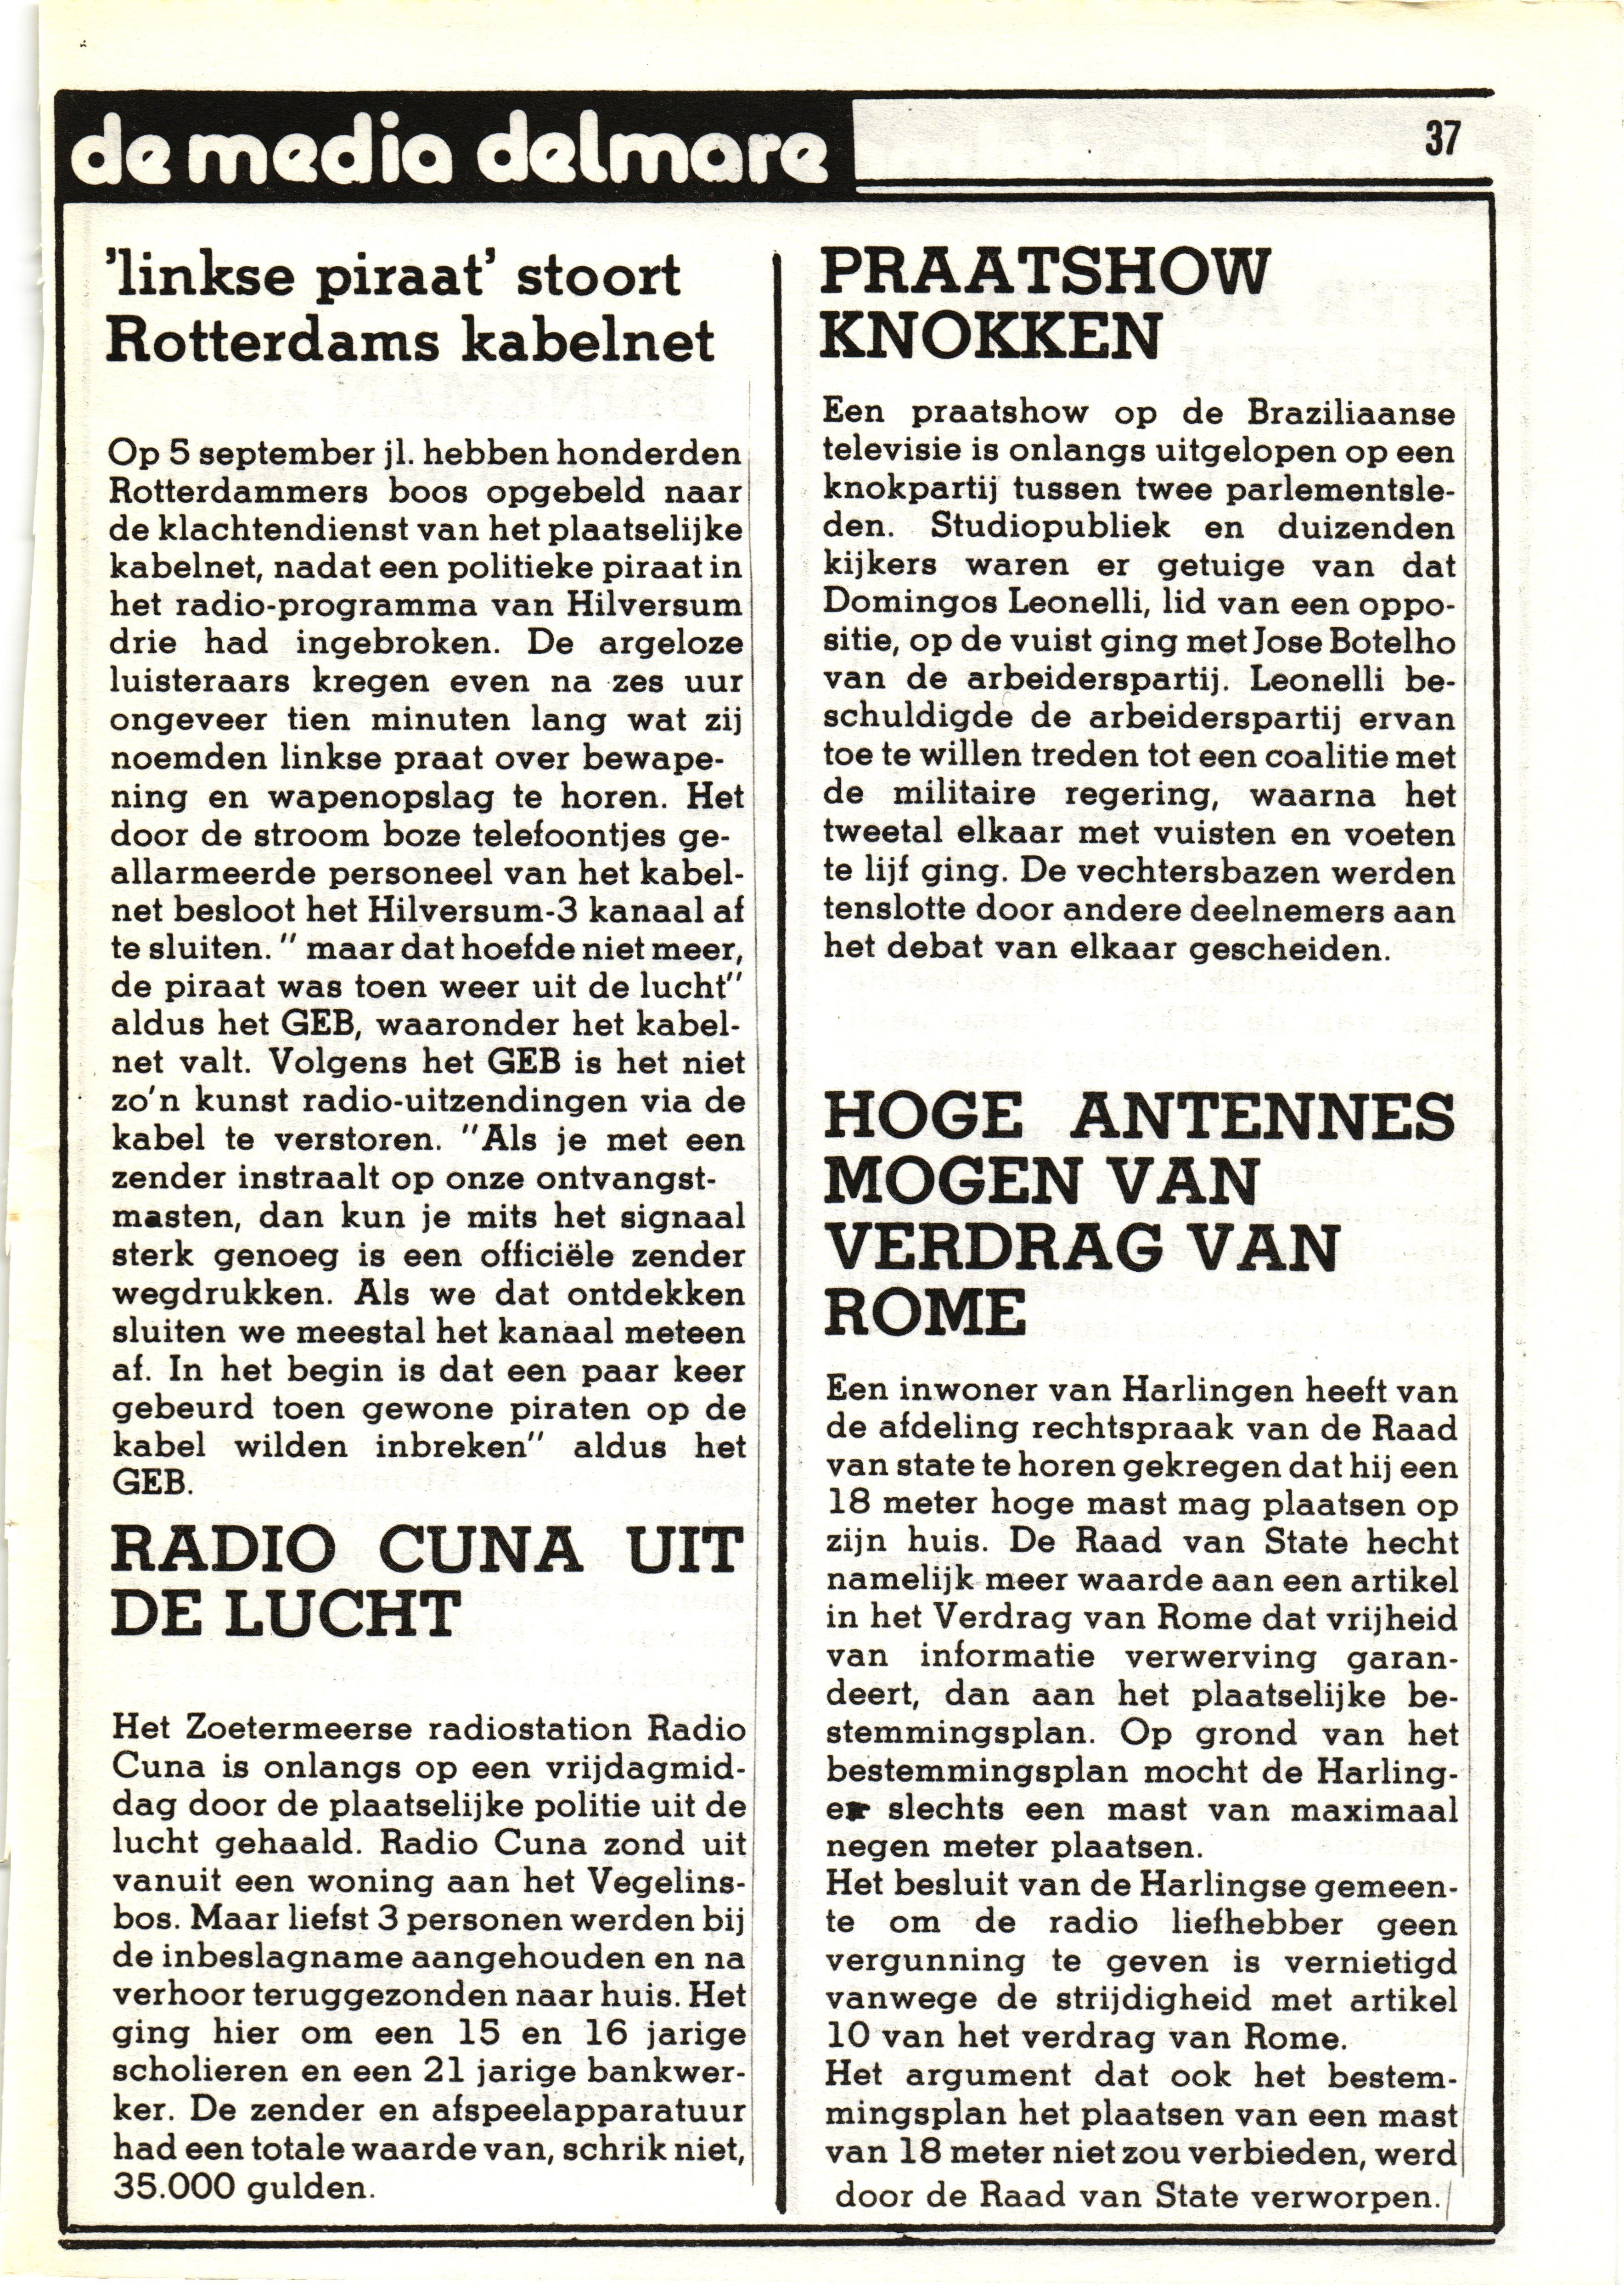 de media delmare
37
'linkse piraat' stoort
Rotterdams kabelnet
Op 5 september jl. hebben honderden
Rotterdammers boos opgebeld naar
de klachtendienst van het plaatselijke
kabelnet, nadat een politieke piraat in
het radio-programma van Hilversum
drie had ingebroken. De argeloze
luisteraars kregen even na zes uur
ongeveer tien minuten lang wat zij
noemden linkse praat over bewape-
ning en wapenopslag te horen. Het
door de stroom boze telefoontjes ge-
allarmeerde personeel van het kabel-
net besloot het Hilversum-3 kanaal af
te sluiten. " maar dat hoefde niet meer,
de piraat was toen weer uit de lucht"
aldus het GEB, waaronder het kabel-
net valt. Volgens het GEB is het niet
zo'n kunst radio-uitzendingen via de
kabel te verstoren. "Als je met een
zender instraalt op onze ontvangst-
masten, dan kun je mits het signaal
sterk genoeg is een officiële zender
wegdrukken. Als we dat ontdekken
sluiten we meestal het kanaal meteen
af. In het begin is dat een paar keer
gebeurd toen gewone piraten op de
kabel wilden inbreken" aldus het
GEB.
RADIO CUNA UIT
DE LUCHT
Het Zoetermeerse radiostation Radio
Cuna is onlangs op een vrijdagmid-
dag door de plaatselijke politie uit de
lucht gehaald. Radio Cuna zond uit
vanuit een woning aan het Vegelins-
bos. Maar liefst 3 personen werden bij
de inbeslagname aangehouden en na
verhoor teruggezonden naar huis. Het
ging hier om een 15 en 16 jarige
scholieren en een 21 jarige bankwer-
ker. De zender en afspeelapparatuur
had een totale waarde van, schrik niet,
35.000 gulden.
PRAATSHOW
KNOKKEN
Een praatshow op de Braziliaanse
televisie is onlangs uitgelopen op een
knokpartij tussen twee parlementsle-
den. Studiopubliek en duizenden
kijkers waren er getuige van dat
Domingos Leonelli, lid van een oppo-
sitie, op de vuist ging met Jose Botelho
van de arbeiderspartij. Leonelli be-
schuldigde de arbeiderspartij ervan
toe te willen treden tot een coalitie met
de militaire regering, waarna het
tweetal elkaar met vuisten en voeten
te lijf ging. De vechtersbazen werden
tenslotte door andere deelnemers aan
het debat van elkaar gescheiden.
HOGE ANTENNES
MOGEN VAN
VERDRAG VAN
ROME
Een inwoner van Harlingen heeft van
de afdeling rechtspraak van de Raad
van state te horen gekregen dat hij een
18 meter hoge mast mag plaatsen op
zijn huis. De Raad van State hecht
namelijk meer waarde aan een artikel
in het Verdrag van Rome dat vrijheid
van informatie verwerving garan-
deert, dan aan het plaatselijke be-
stemmingsplan. Op grond van het
bestemmingsplan mocht de Harling-
er slechts een mast van maximaal
negen meter plaatsen.
Het besluit van de Harlingse gemeen-
te om de radio liefhebber geen
vergunning te geven is vernietigd
vanwege de strijdigheid met artikel
10 van het verdrag van Rome.
Het argument dat ook het bestem-
mingsplan het plaatsen van een mast
van 18 meter niet zou verbieden, werd
door de Raad van State verworpen.